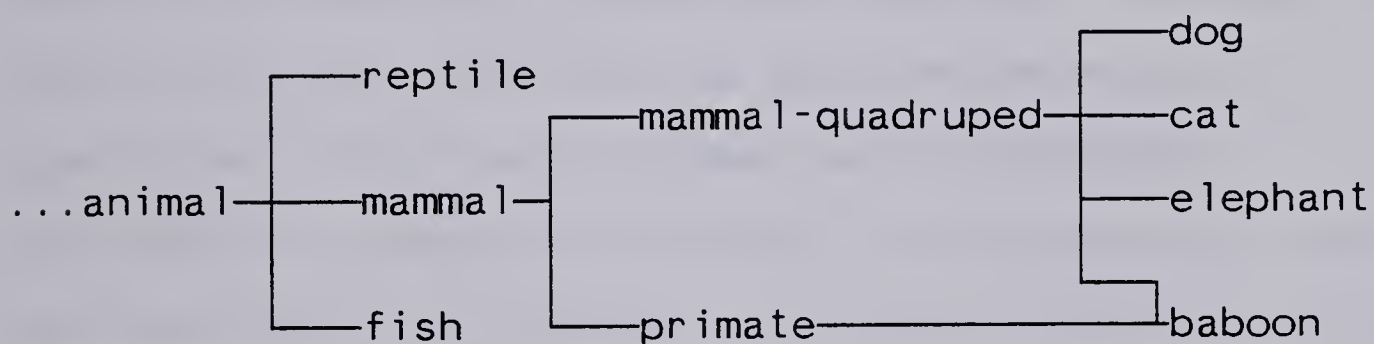 dog
reptile
mammal-quadruped cat
...animal mammal elephant
fish primate baboon